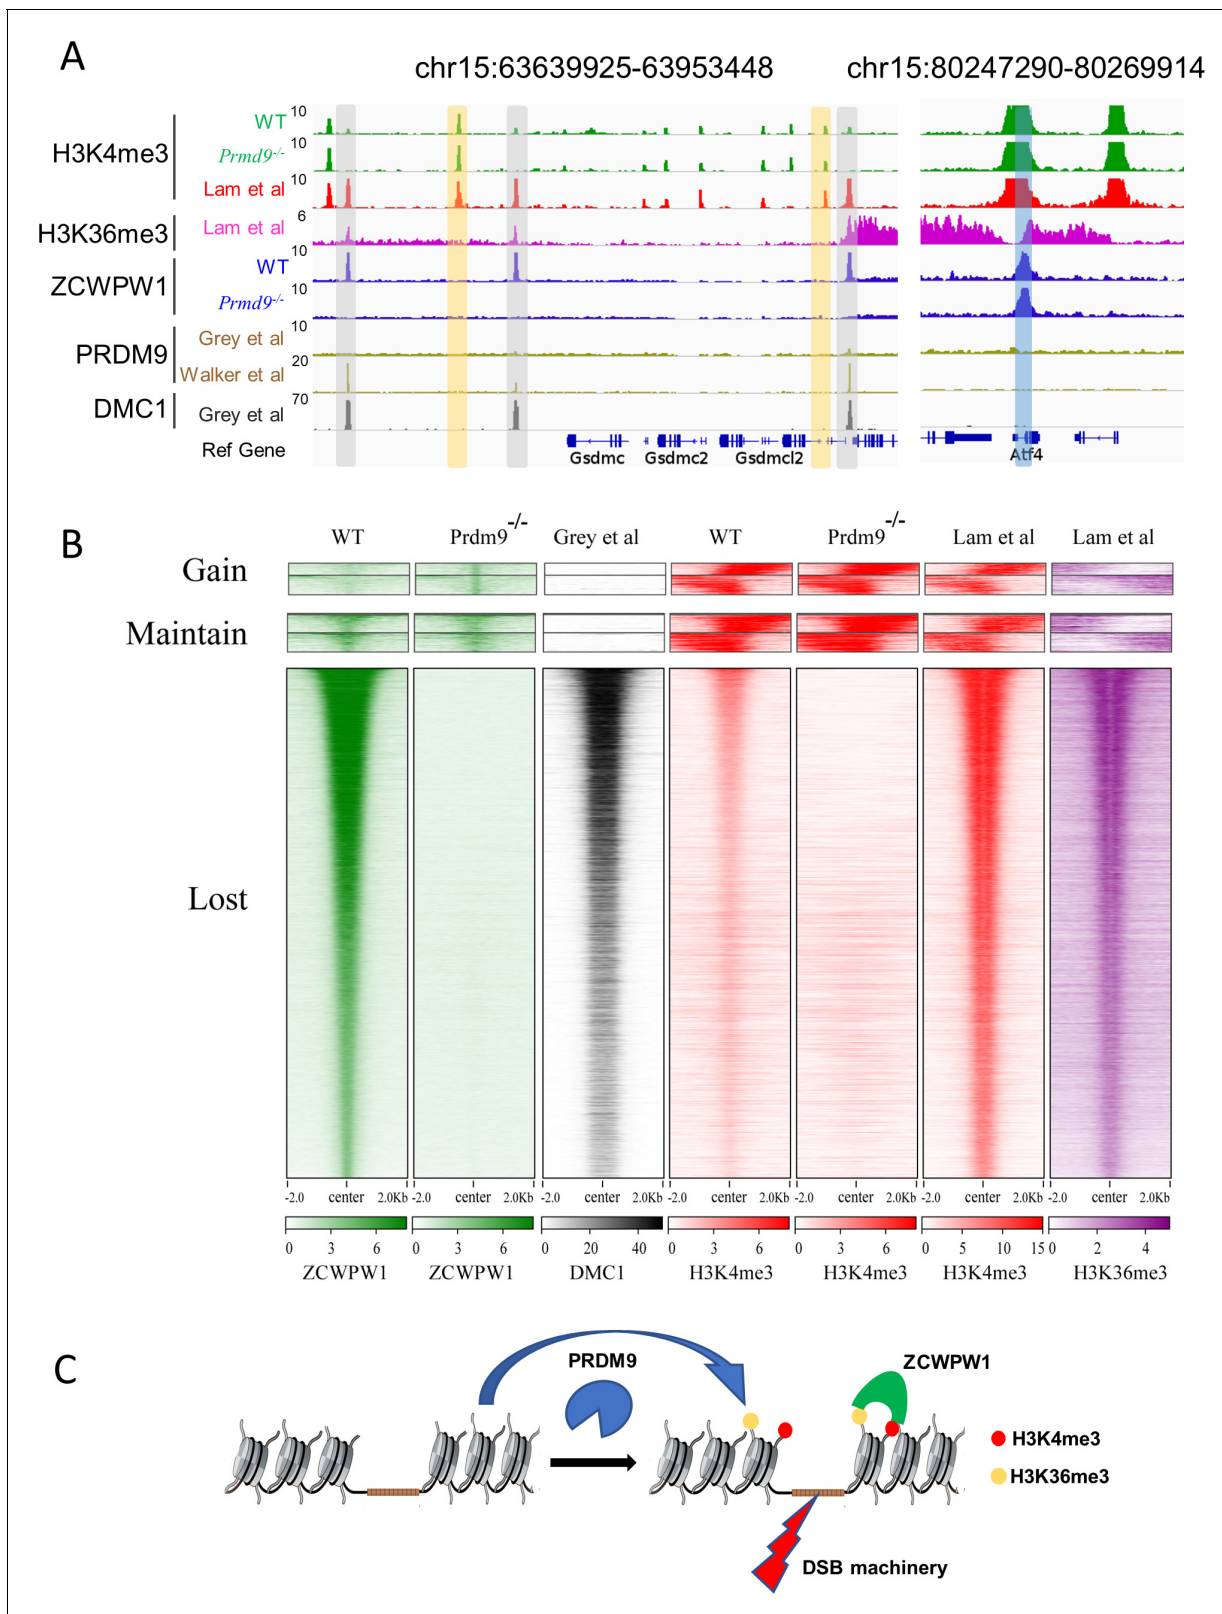 A
chr15:63639925-63953448 chr15:80247290-80269914
H3K4me3
WT 10
Prmd9-/- 10
Lam et al 10
H3K36me3
Lam et al 6
ZCWPW1
WT 10
Prmd9-/- 10
PRDM9
Grey et al 10
Walker et al 20
DMC1
Grey et al 70
Ref Gene
Gsdmc Gsdmc2 Gsdmcl2 Atf4
B
WT Prdm9-/- Grey et al WT Prdm9-/- Lam et al Lam et al
Gain
Maintain
Lost
-2.0 center 2.0Kb -2.0 center 2.0Kb -2.0 center 2.0Kb -2.0 center 2.0Kb -2.0 center 2.0Kb -2.0 center 2.0Kb -2.0 center 2.0Kb
0 3 6 0 3 6 0 20 40 0 3 6 0 3 6 0 5 10 15 0 2 4
ZCWPW1 ZCWPW1 DMC1 H3K4me3 H3K4me3 H3K4me3 H3K36me3
C
PRDM9
ZCWPW1
H3K4me3
H3K36me3
DSB machinery